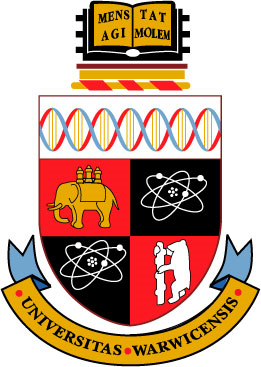 MENS TAT
AGI MOLEM
• UNIVERSITAS • WARWICENSIS •